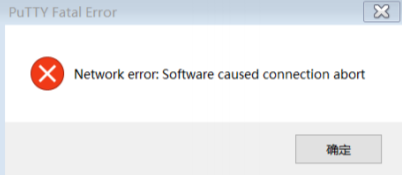 PuTTY Fatal Error
Network error: Software caused connection abort
确定